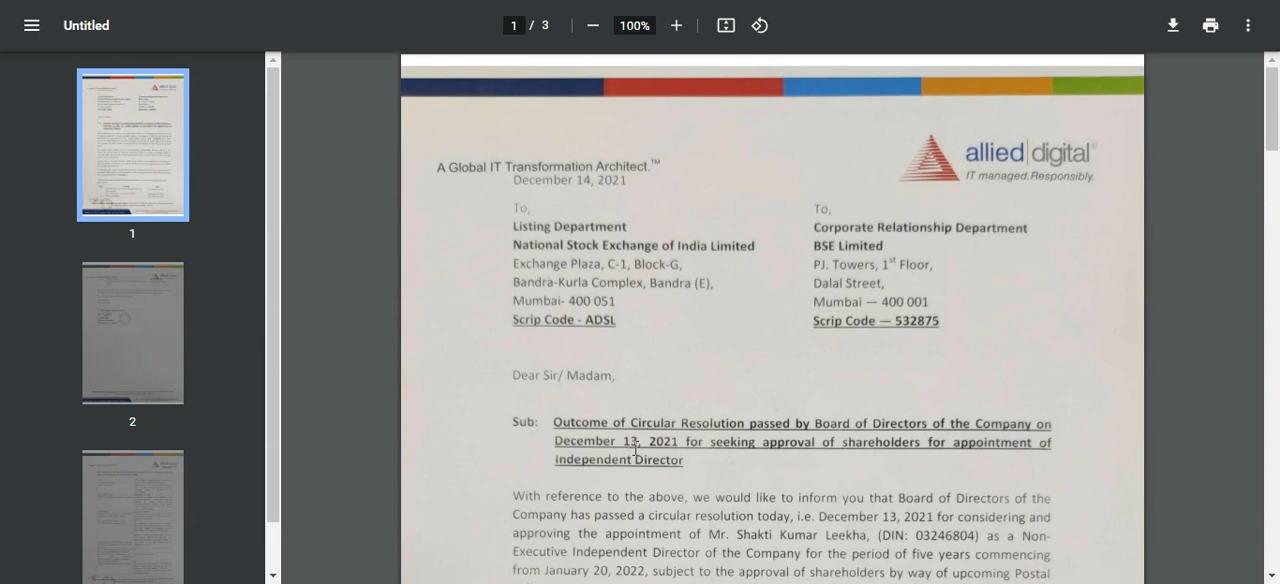 Untitled
1 / 3
100%
1
2
A Global IT Transformation Architect.™
allied digital®
IT managed.Responsibly.
December 14, 2021
To,
Listing Department
National Stock Exchange of India Limited
Exchange Plaza, C-1, Block-G,
Bandra-Kurla Complex, Bandra (E),
Mumbai- 400 051
Scrip Code - ADSL
To,
Corporate Relationship Department
BSE Limited
PJ. Towers, 1st Floor,
Dalal Street,
Mumbai — 400 001
Scrip Code — 532875
Dear Sir/ Madam,
Sub: Outcome of Circular Resolution passed by Board of Directors of the Company on
December 13, 2021 for seeking approval of shareholders for appointment of
Independent Director
With reference to the above, we would like to inform you that Board of Directors of the
Company has passed a circular resolution today, i.e. December 13, 2021 for considering and
approving the appointment of Mr. Shakti Kumar Leekha, (DIN: 03246804) as a Non-
Executive Independent Director of the Company for the period of five years commencing
from January 20, 2022, subject to the approval of shareholders by way of upcoming Postal